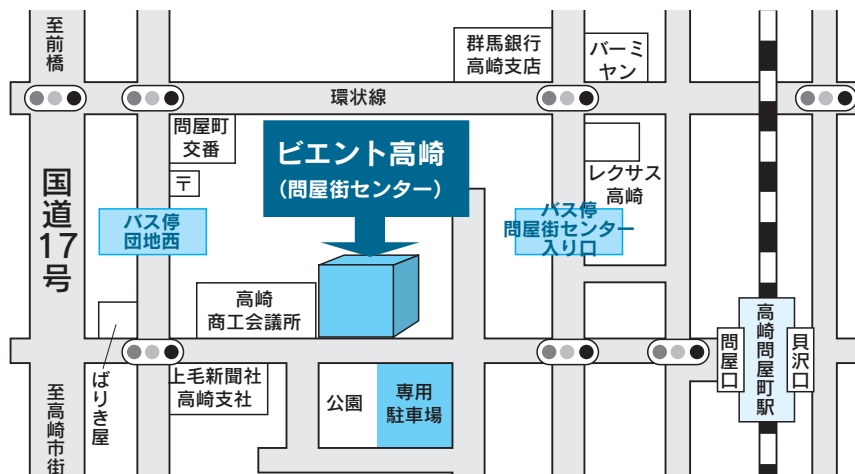 至前橋
群馬銀行
高崎支店
バーミ
ヤン
環状線
問屋町
交番
〒
ビエント高崎
（問屋街センター）
レクサス
高崎
国道17号
バス停
団地西
バス停
問屋街センター
入り口
高崎
商工会議所
高崎問屋町駅
問屋口
貝沢口
ばりき屋
上毛新聞社
高崎支社
公園
専用
駐車場
至高崎市街